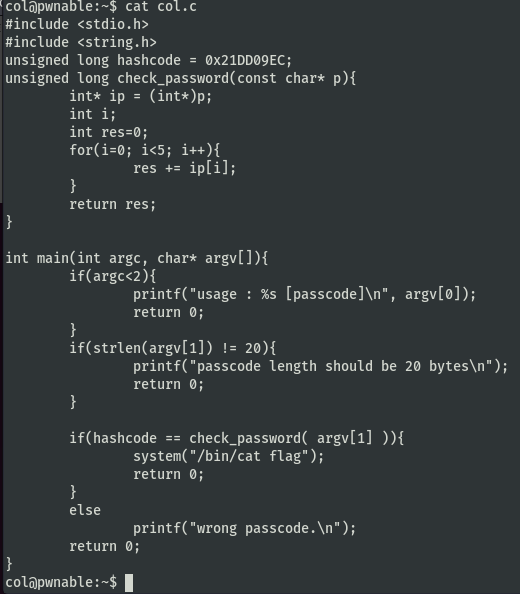 col@pwnable:~$ cat col.c
#include <stdio.h>
#include <string.h>
unsigned long hashcode = 0x21DD09EC;
unsigned long check_password(const char* p){
        int* ip = (int*)p;
        int i;
        int res=0;
        for(i=0; i<5; i++){
                res += ip[i];
        }
        return res;
}

int main(int argc, char* argv[]){
        if(argc<2){
                printf("usage : %s [passcode]\n", argv[0]);
                return 0;
        }
        if(strlen(argv[1]) != 20){
                printf("passcode length should be 20 bytes\n");
                return 0;
        }

        if(hashcode == check_password( argv[1] )){
                system("/bin/cat flag");
                return 0;
        }
        else
                printf("wrong passcode.\n");
        return 0;
}
col@pwnable:~$